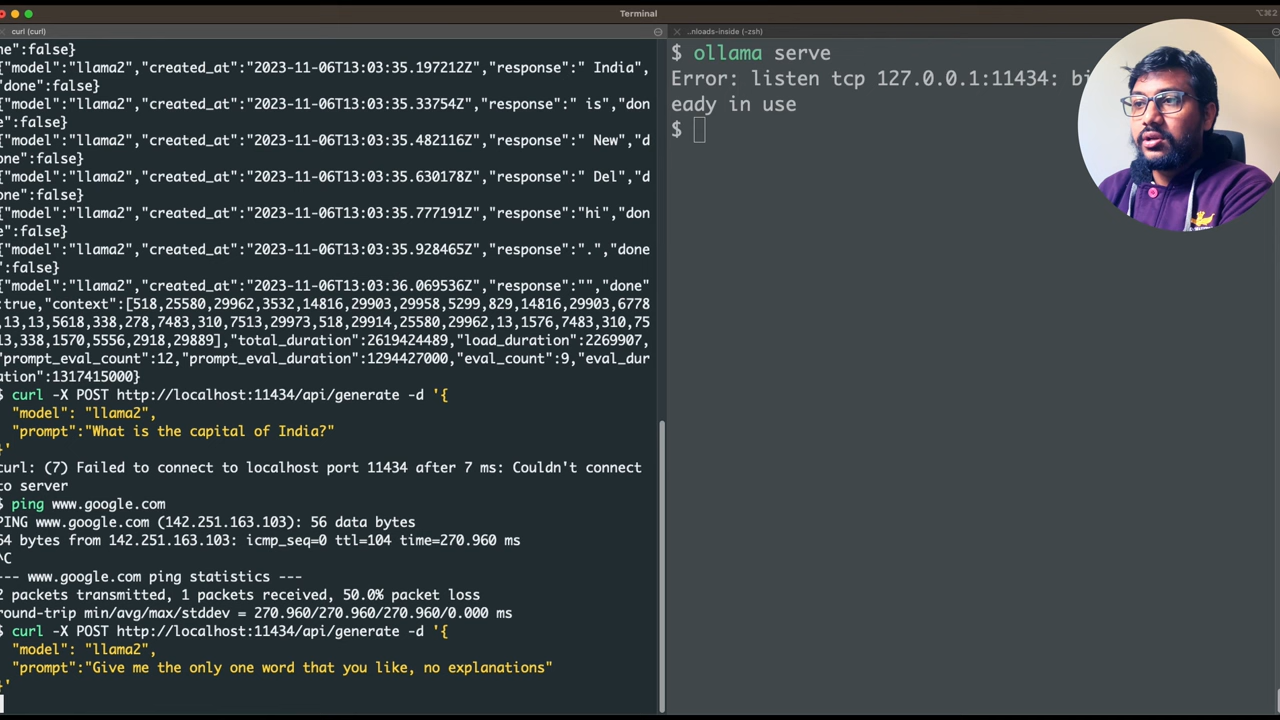 Terminal
⌥⌘2
curl (curl)
..nloads-inside (-zsh)
one":false}
{"model":"llama2","created_at":"2023-11-06T13:03:35.197212Z","response":" India",
"done":false}
{"model":"llama2","created_at":"2023-11-06T13:03:35.33754Z","response":" is","don
e":false}
{"model":"llama2","created_at":"2023-11-06T13:03:35.482116Z","response":" New","d
one":false}
{"model":"llama2","created_at":"2023-11-06T13:03:35.630178Z","response":" Del","d
one":false}
{"model":"llama2","created_at":"2023-11-06T13:03:35.777191Z","response":"hi","don
e":false}
{"model":"llama2","created_at":"2023-11-06T13:03:35.928465Z","response":".","done
":false}
{"model":"llama2","created_at":"2023-11-06T13:03:36.069536Z","response":"","done"
:true,"context":[518,25580,29962,3532,14816,29903,29958,5299,829,14816,29903,6778
,13,13,5618,338,278,7483,310,7513,29973,518,29914,25580,29962,13,1576,7483,310,75
13,338,1570,5556,2918,29889],"total_duration":2619424489,"load_duration":2269907,
"prompt_eval_count":12,"prompt_eval_duration":1294427000,"eval_count":9,"eval_dur
ation":1317415000}
$ curl -X POST http://localhost:11434/api/generate -d '{
"model": "llama2",
"prompt":"What is the capital of India?"
}'
curl: (7) Failed to connect to localhost port 11434 after 7 ms: Couldn't connect
to server
$ ping www.google.com
PING www.google.com (142.251.163.103): 56 data bytes
64 bytes from 142.251.163.103: icmp_seq=0 ttl=104 time=270.960 ms
^C
--- www.google.com ping statistics ---
2 packets transmitted, 1 packets received, 50.0% packet loss
round-trip min/avg/max/stddev = 270.960/270.960/270.960/0.000 ms
$ curl -X POST http://localhost:11434/api/generate -d '{
"model": "llama2",
"prompt":"Give me the only one word that you like, no explanations"
}'
$ ollama serve
Error: listen tcp 127.0.0.1:11434: bi
eady in use
$